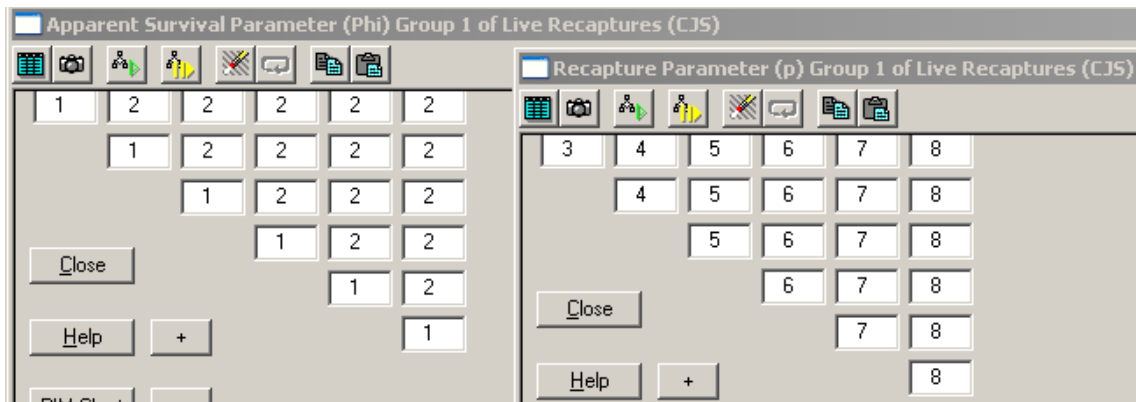 Apparent Survival Parameter (Phi) Group 1 of Live Recaptures (CJS)
1 2 2 2 2 2
1 2 2 2 2
1 2 2 2
1 2 2
Close
1 2
Help +
1
Recapture Parameter (p) Group 1 of Live Recaptures (CJS)
3 4 5 6 7 8
4 5 6 7 8
5 6 7 8
6 7 8
Close
7 8
Help +
8